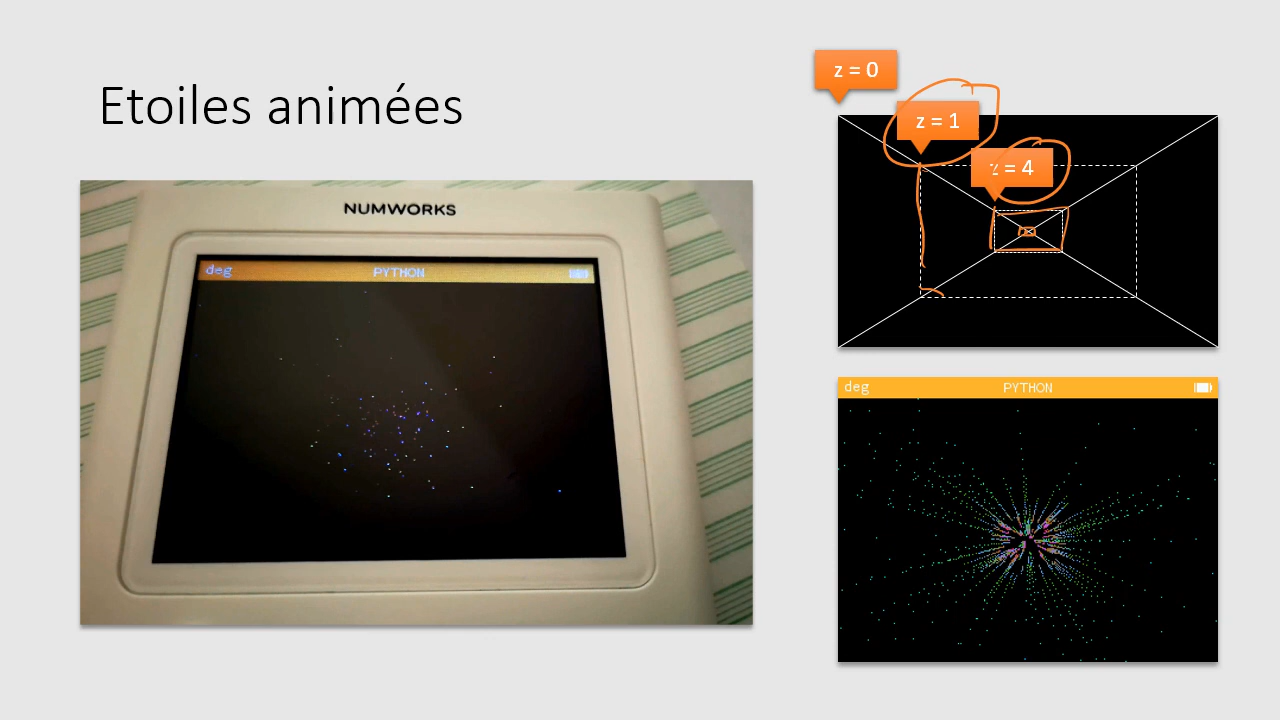 Etoiles animées
z = 0
z = 1
z = 4
NUMWORKS
deg PYTHON
deg PYTHON